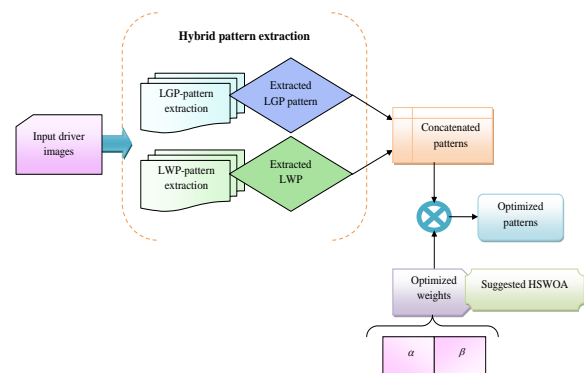 Hybrid pattern extraction
LGP-pattern
extraction
Extracted
LGP pattern
Input driver
images
LWP-pattern
extraction
Extracted
LWP
Concatenated
patterns
Optimized
patterns
Optimized
weights
Suggested HSWOA
α
β